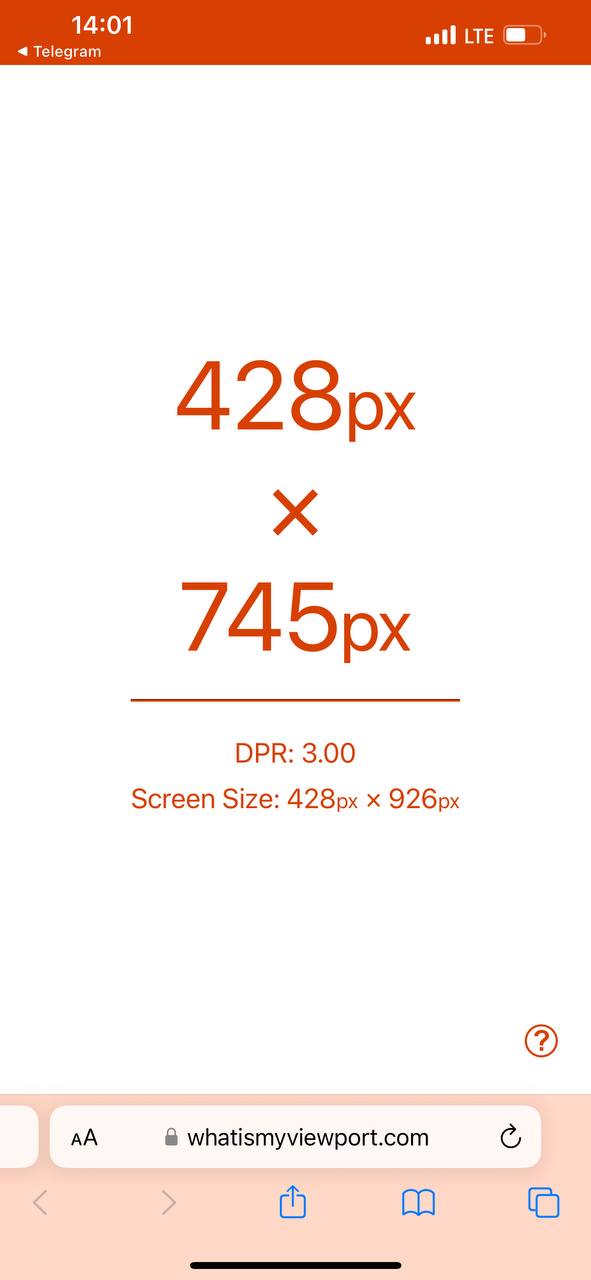 14:01
LTE
◀ Telegram
428px
×
745px
DPR: 3.00
Screen Size: 428px × 926px
?
AA
whatismyviewport.com